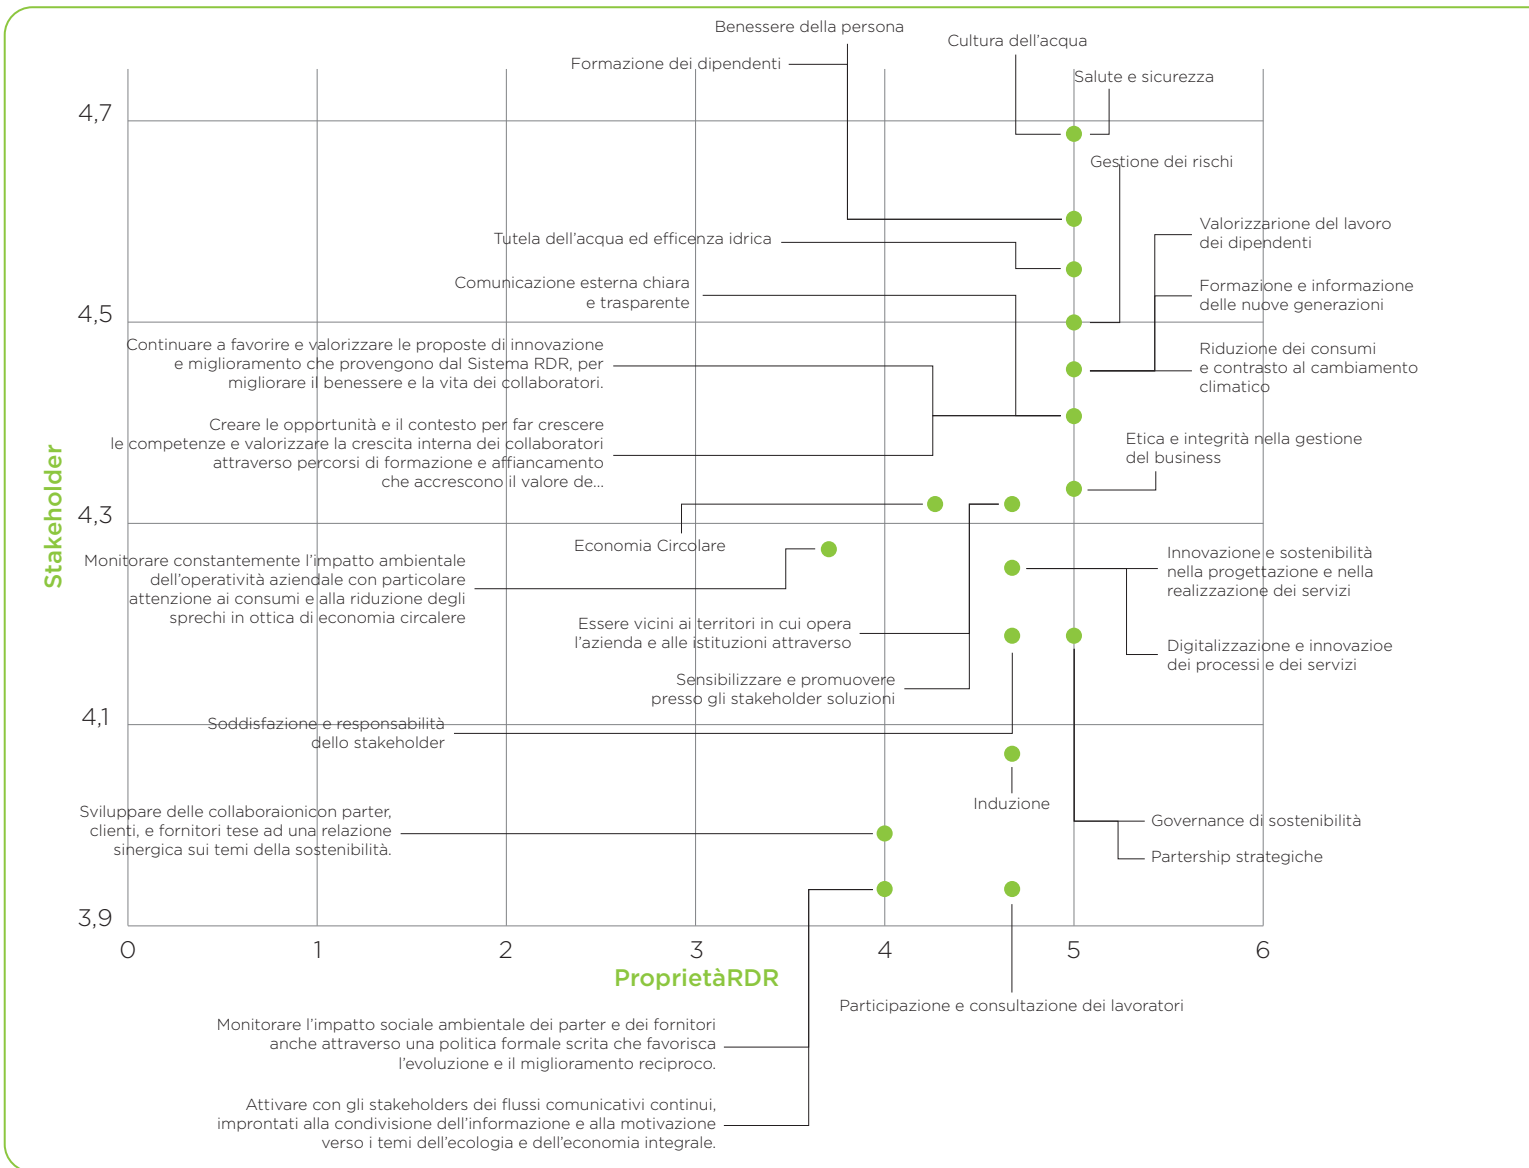 Benessere della persona
Cultura dell'acqua
Formazione dei dipendenti
Salute e sicurezza
4,7
Gestione dei rischi
Valorizzarione del lavoro
dei dipendenti
Tutela dell'acqua ed efficenza idrica
Comunicazione esterna chiara
e trasparente
Formazione e informazione
delle nuove generazioni
4,5
Continuare a favorire e valorizzare le proposte di innovazione
e miglioramento che provengono dal Sistema RDR, per
migliorare il benessere e la vita dei collaboratori.
Riduzione dei consumi
e contrasto al cambiamento
climatico
Creare le opportunità e il contesto per far crescere
le competenze e valorizzare la crescita interna dei collaboratori
attraverso percorsi di formazione e affiancamento
che accrescono il valore de...
Etica e integrità nella gestione
del business
Stakeholder
4,3
Economia Circolare
Monitorare constantemente l'impatto ambientale
dell'operatività aziendale con particolare
attenzione ai consumi e alla riduzione degli
sprechi in ottica di economia circalere
Innovazione e sostenibilità
nella progettazione e nella
realizzazione dei servizi
Essere vicini ai territori in cui opera
l'azienda e alle istituzioni attraverso
Digitalizzazione e innovazioe
dei processi e dei servizi
Sensibilizzare e promuovere
presso gli stakeholder soluzioni
4,1
Soddisfazione e responsabilità
dello stakeholder
Induzione
Sviluppare delle collaboraionicon parter,
clienti, e fornitori tese ad una relazione
sinergica sui temi della sostenibilità.
Governance di sostenibilità
Partership strategiche
3,9
0 1 2 3 4 5 6
ProprietàRDR
Participazione e consultazione dei lavoratori
Monitorare l'impatto sociale ambientale dei parter e dei fornitori
anche attraverso una politica formale scrita che favorisca
l'evoluzione e il miglioramento reciproco.
Attivare con gli stakeholders dei flussi comunicativi continui,
improntati alla condivisione dell'informazione e alla motivazione
verso i temi dell'ecologia e dell'economia integrale.